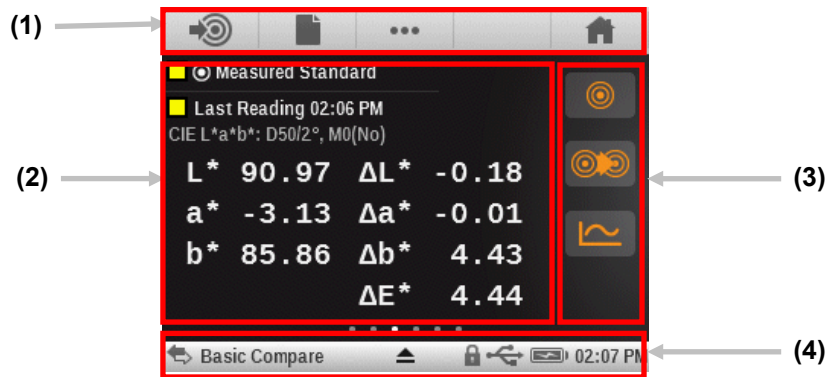 (1)
Measured Standard
Last Reading 02:06 PM
CIE L*a*b*: D50/2°, M0(No)
L* 90.97 ΔL* -0.18
(2)
(3)
a* -3.13 Δa* -0.01
b* 85.86 Δb* 4.43
ΔE* 4.44
Basic Compare 02:07 PM
(4)